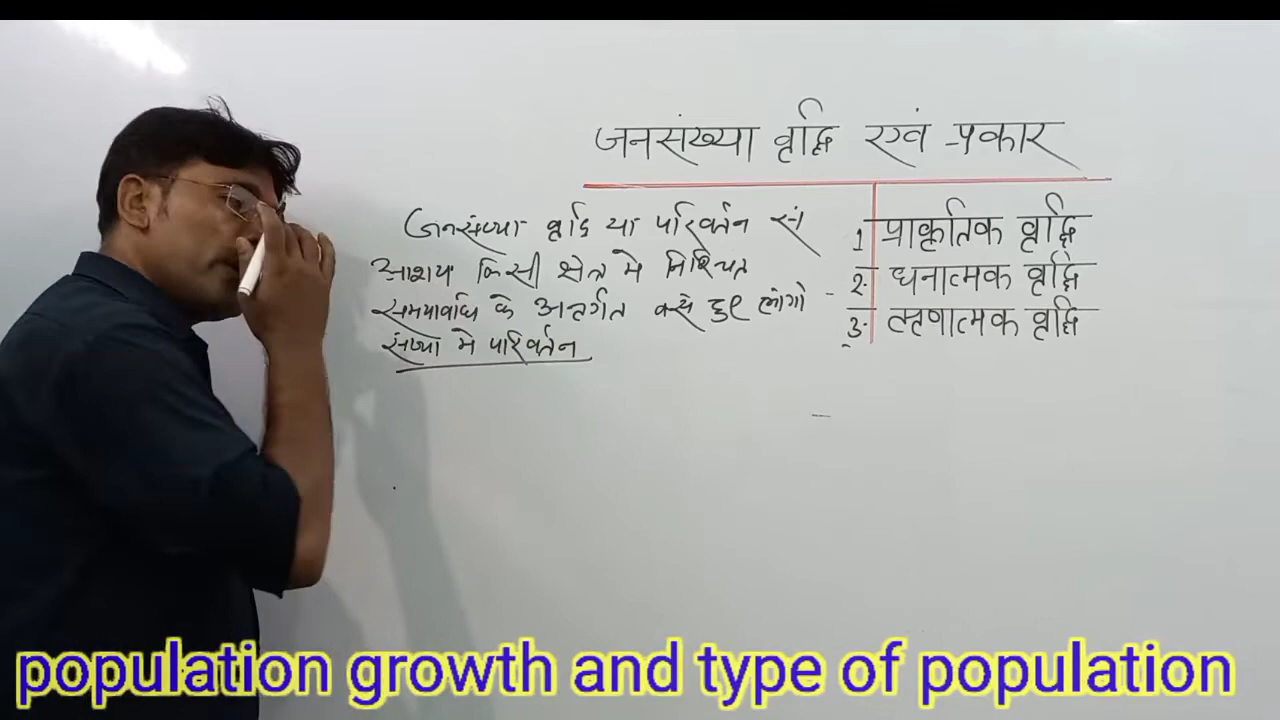 जनसंख्या वृद्धि एवं प्रकार
जनसंख्या वृद्धि या परिवर्तन से
आशय किसी क्षेत्र मे निश्चित
समयावधि के अन्तर्गत बसे हुए लोगो
संख्या मे परिवर्तन
1 प्राकृतिक वृद्धि
2. धनात्मक वृद्धि
3. ऋणात्मक वृद्धि
population growth and type of population